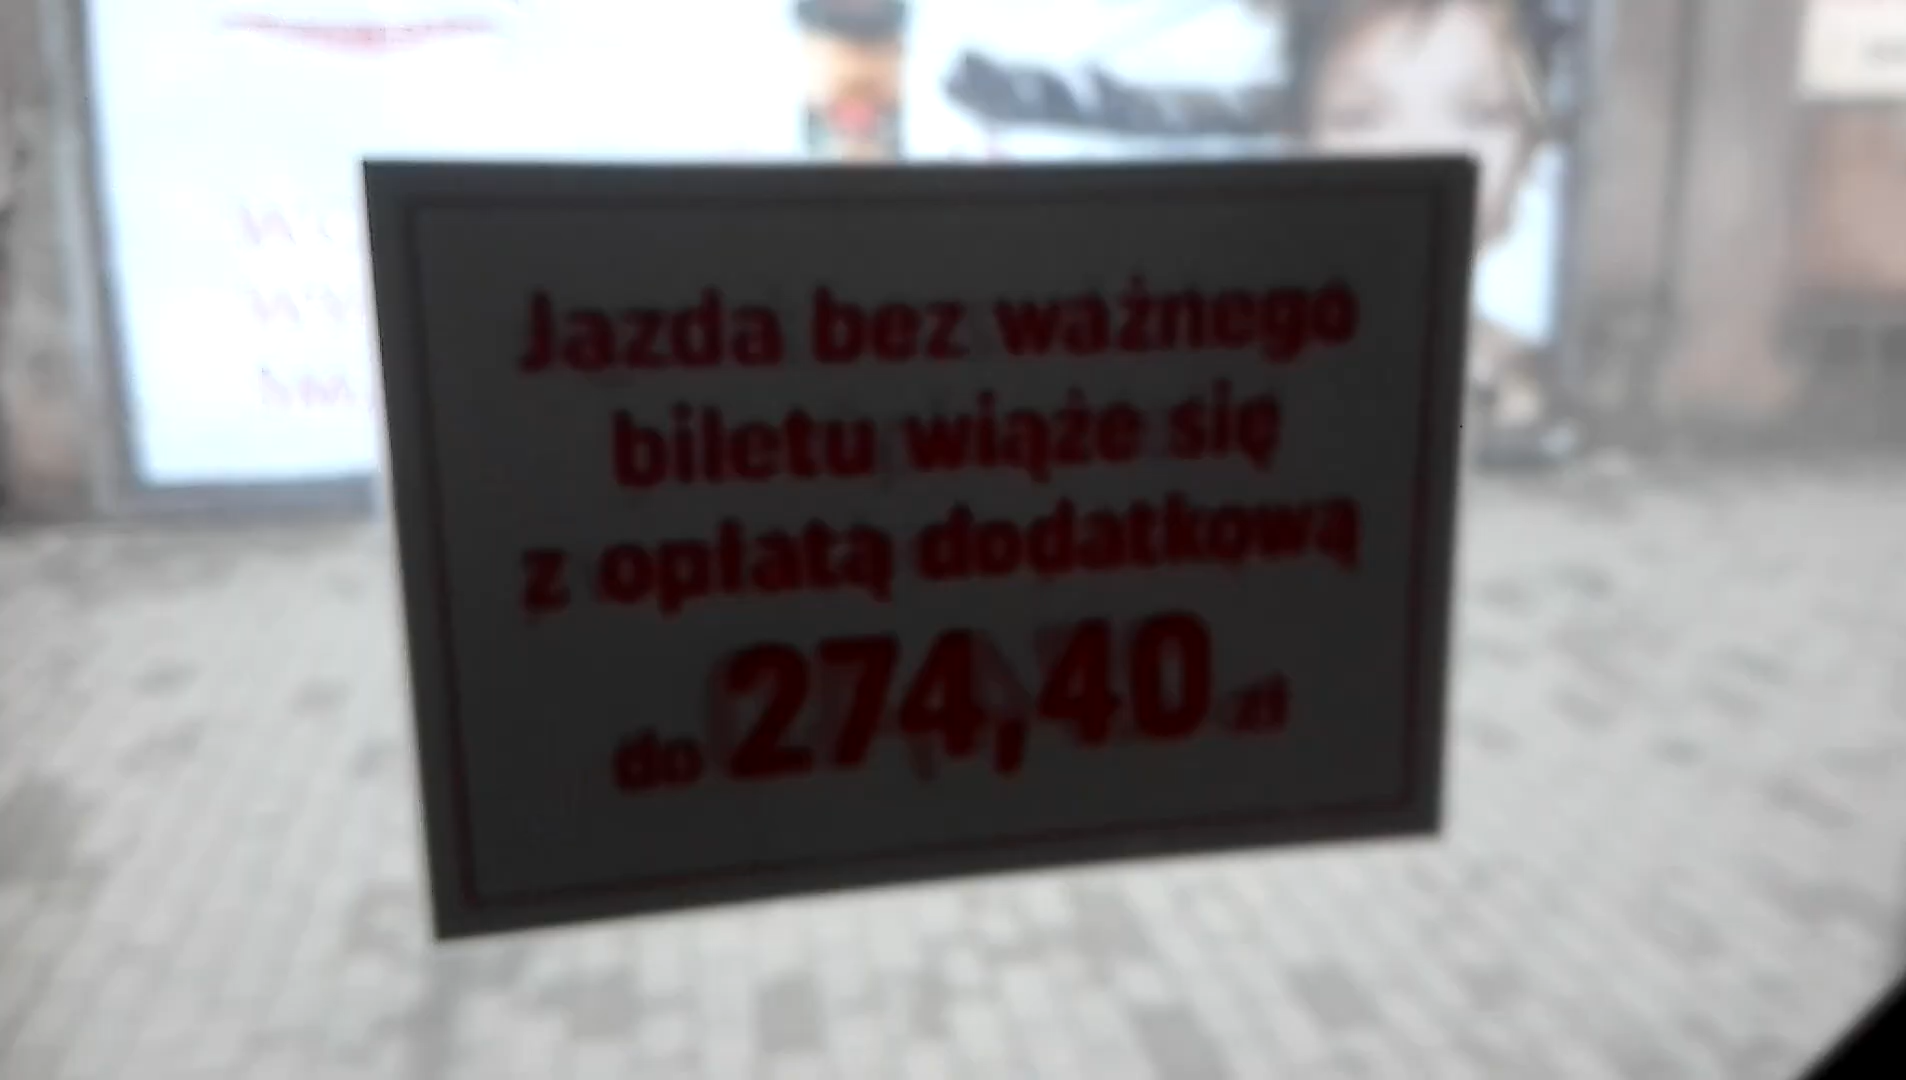 Jazda bez ważnego
biletu wiąże się
z opłatą dodatkową
do 274,40 zł